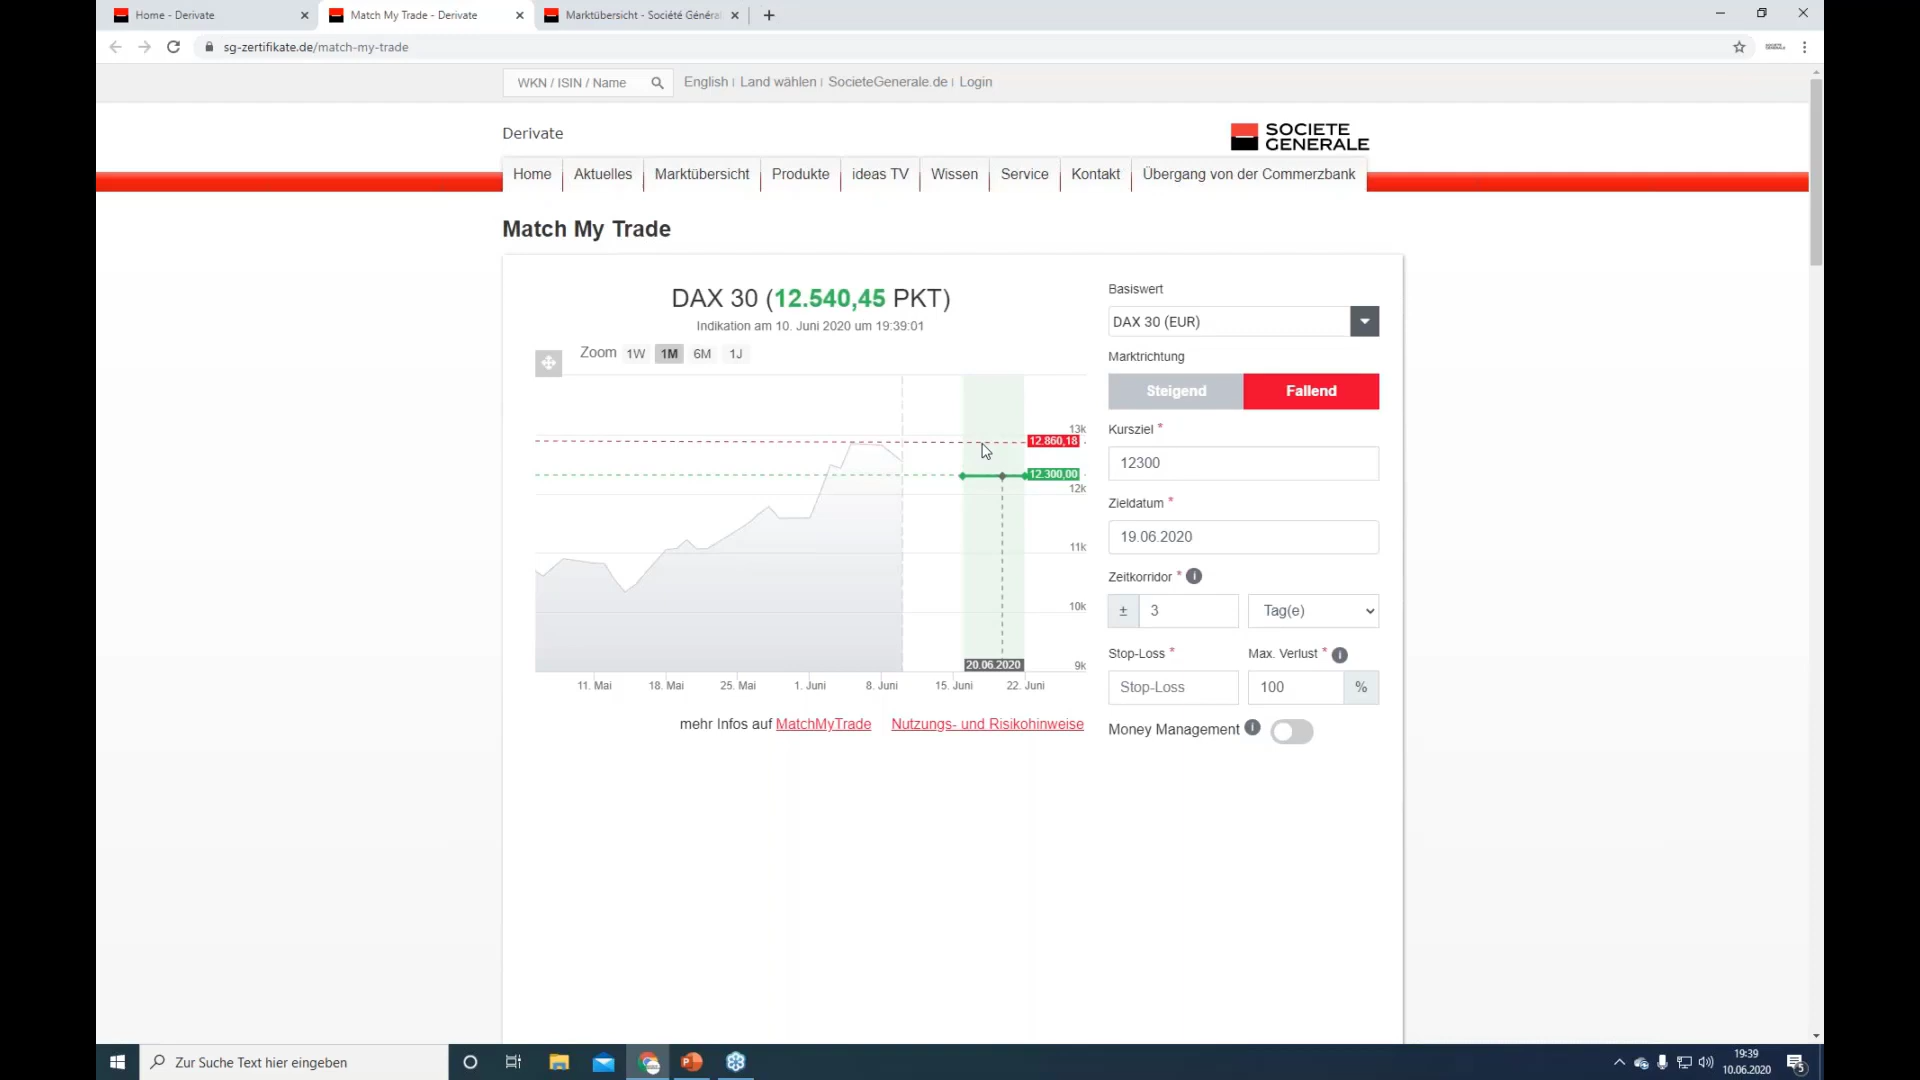 Home - Derivate
Match My Trade - Derivate
Marktübersicht - Société Généra
sg-zertifikate.de/match-my-trade
WKN / ISIN / Name
English | Land wählen | SocieteGenerale.de | Login
Derivate
SOCIETE
GENERALE
Home
Aktuelles
Marktübersicht
Produkte
ideas TV
Wissen
Service
Kontakt
Übergang von der Commerzbank
Match My Trade
DAX 30 (12.540,45 PKT)
Indikation am 10. Juni 2020 um 19:39:01
Zoom 1W 1M 6M 1J
13k
12.860,18
12.300,00
12k
11k
10k
20.06.2020
9k
11. Mai
18. Mai
25. Mai
1. Juni
8. Juni
15. Juni
22. Juni
mehr Infos auf MatchMyTrade
Nutzungs- und Risikohinweise
Basiswert
DAX 30 (EUR)
Marktrichtung
Steigend
Fallend
Kursziel *
12300
Zieldatum *
19.06.2020
Zeitkorridor * i
± 3
Tag(e)
Stop-Loss *
Max. Verlust * i
Stop-Loss
100 %
Money Management i
Zur Suche Text hier eingeben
19:39
10.06.2020
5